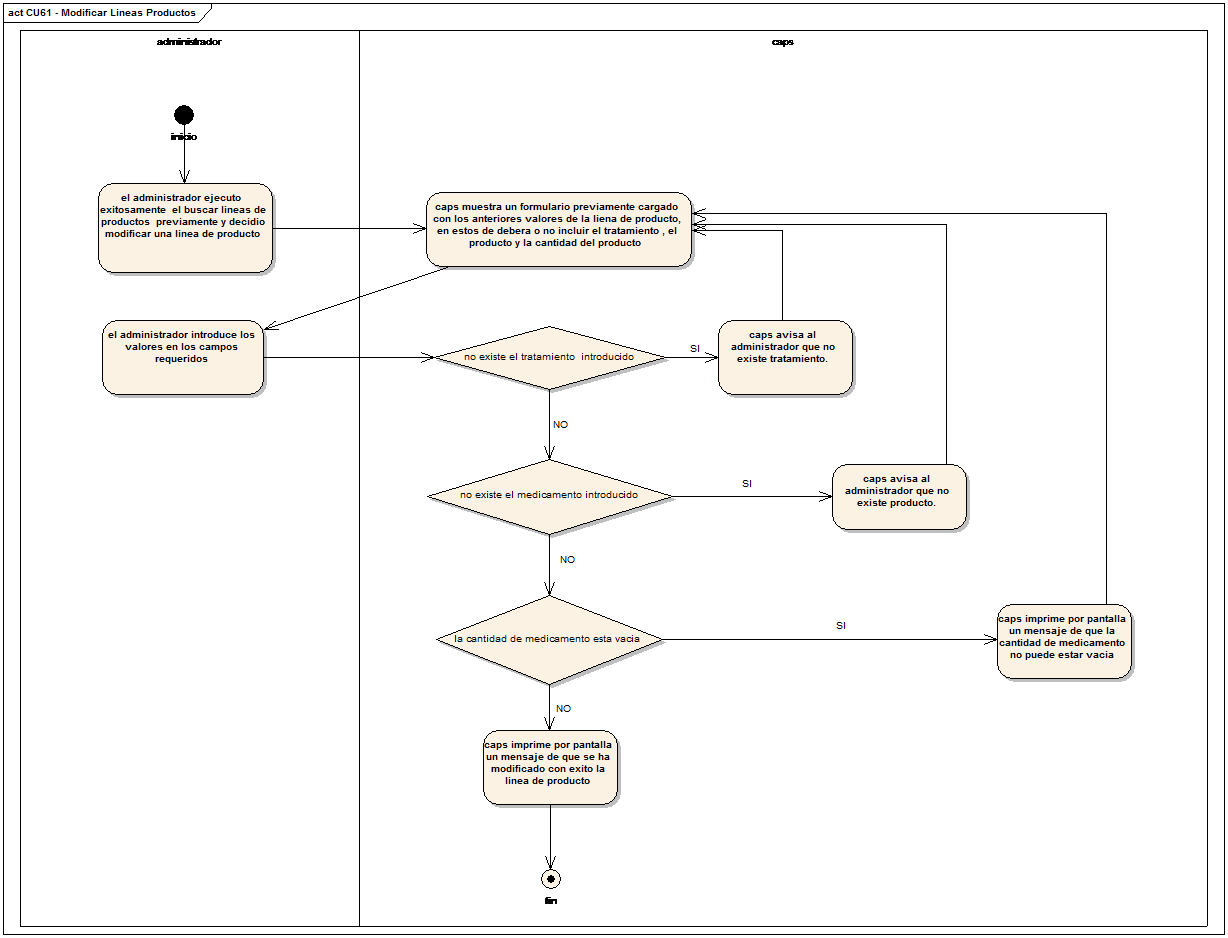 act CU61 - Modificar Lineas Productos
administrador
caps
inicio
el administrador ejecuto
exitosamente el buscar lineas de
productos previamente y decidio
modificar una linea de producto
caps muestra un formulario previamente cargado
con los anteriores valores de la liena de producto,
en estos de debera o no incluir el tratamiento , el
producto y la cantidad del producto
el administrador introduce los
valores en los campos
requeridos
no existe el tratamiento introducido
SI
caps avisa al
administrador que no
existe tratamiento.
NO
no existe el medicamento introducido
SI
caps avisa al
administrador que no
existe producto.
NO
la cantidad de medicamento esta vacia
SI
caps imprime por pantalla
un mensaje de que la
cantidad de medicamento
no puede estar vacia
NO
caps imprime por pantalla
un mensaje de que se ha
modificado con exito la
linea de producto
fin